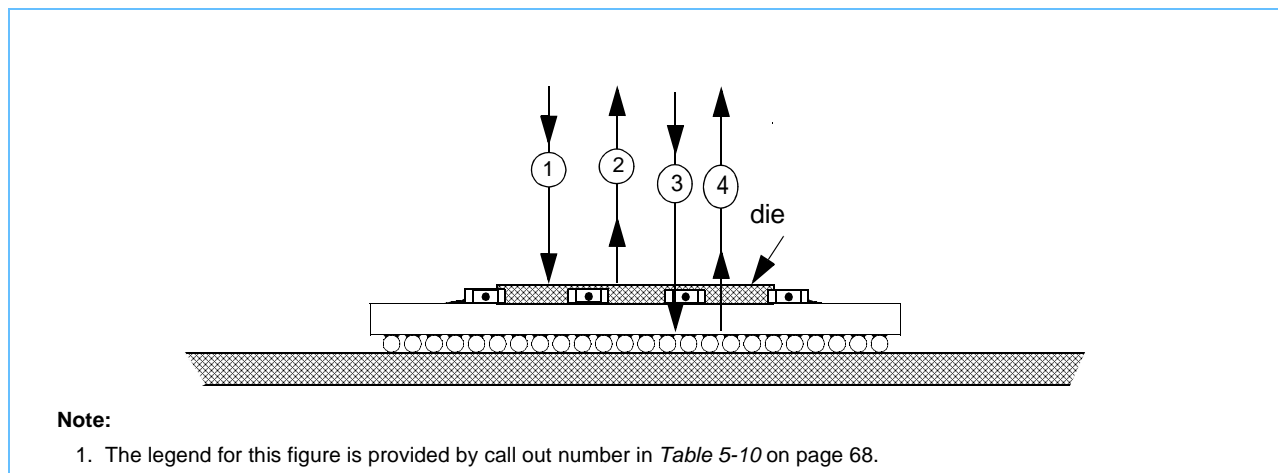 1
2
3
4
die
Note:
1. The legend for this figure is provided by call out number in Table 5-10 on page 68.